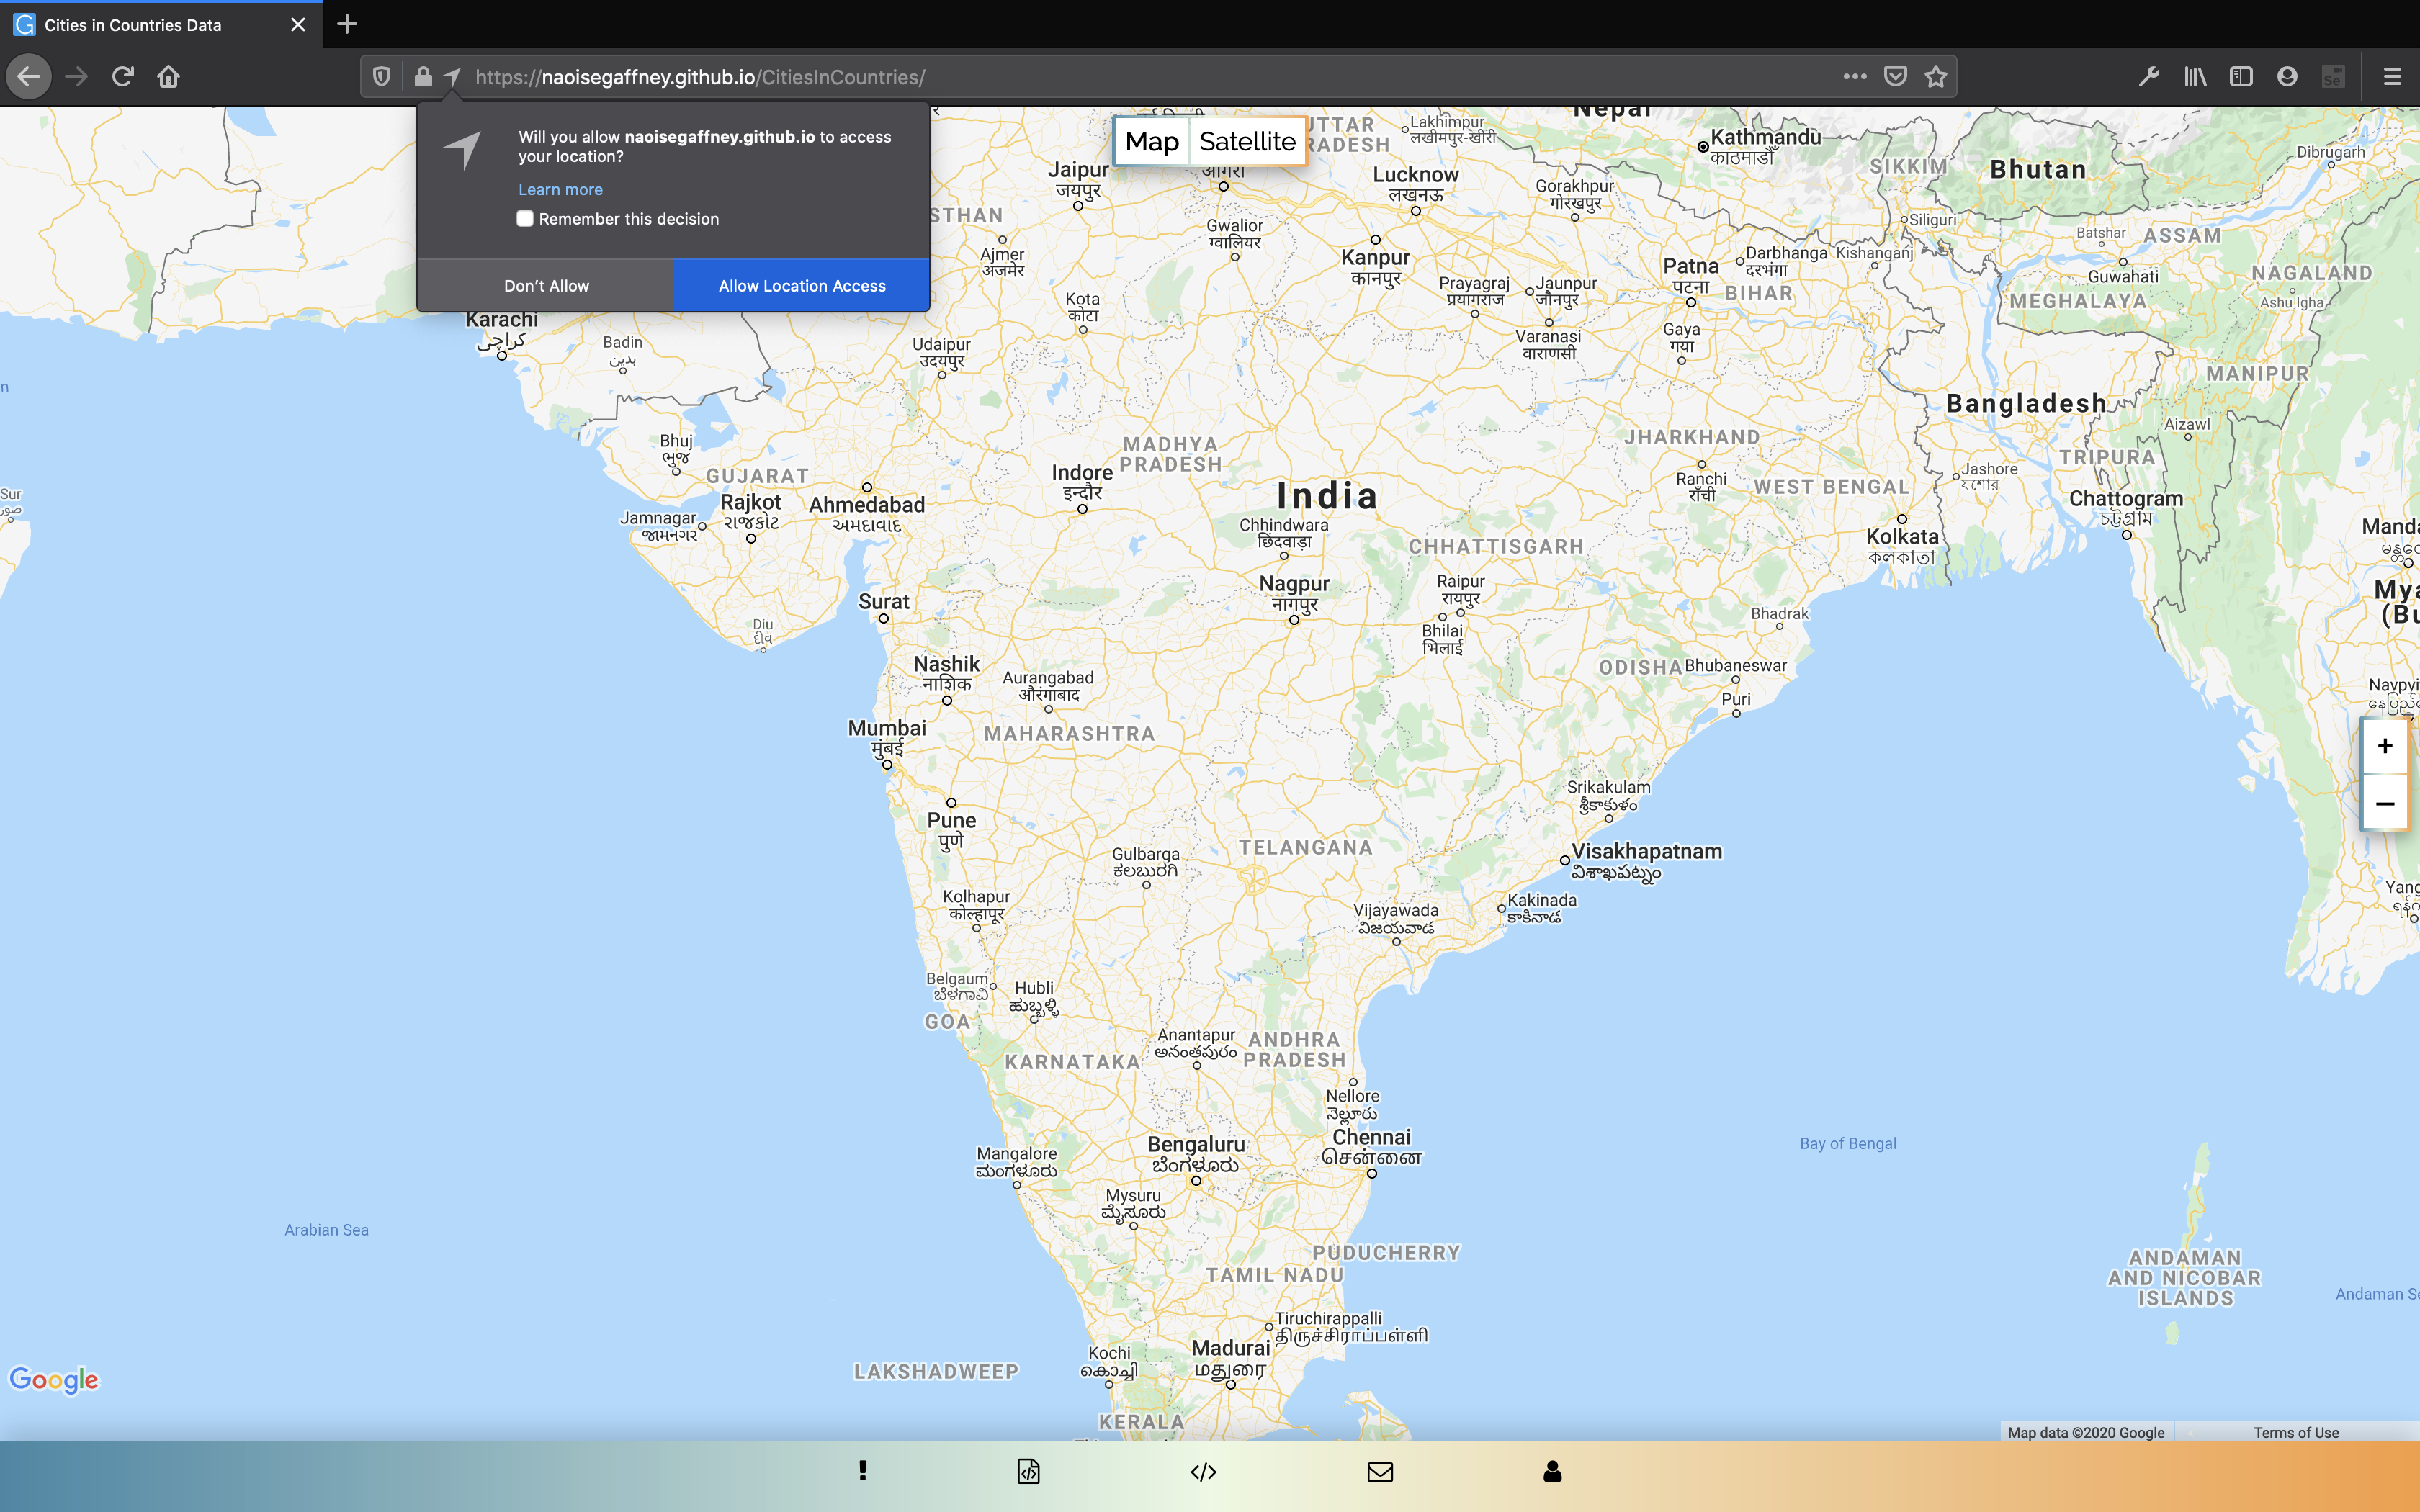 Cities in Countries Data
https://naoisegaffney.github.io/CitiesInCountries/
Will you allow naoisegaffney.github.io to access
your location?
Learn more
Remember this decision
Don't Allow
Allow Location Access
Map
Satellite
Nepal
Lakhimpur
लखीमपुर-खीरी
Kathmandu
काठमाडौं
SIKKIM
Bhutan
Dibrugarh
Jaipur
जयपुर
आगरा
Lucknow
लखनऊ
Gorakhpur
गोरखपुर
Siliguri
Batshar
ASSAM
Gwalior
ग्वालियर
Ajmer
अजमेर
Kanpur
कानपुर
Patna
पटना
Darbhanga
दरभंगा
Kishanganj
Guwahati
NAGALAND
Kota
कोटा
Prayagraj
प्रयागराज
Jaunpur
जौनपुर
BIHAR
MEGHALAYA
Ashu Igha
Karachi
کراچی
Badin
بدین
Udaipur
उदयपुर
Varanasi
वाराणसी
Gaya
गया
MANIPUR
Bangladesh
Aizawl
Bhuj
ભુજ
MADHYA
PRADESH
JHARKHAND
TRIPURA
GUJARAT
Indore
इन्दौर
India
Ranchi
राँची
WEST BENGAL
Jashore
যশোর
Chattogram
চট্টগ্রাম
Sur
صور
Rajkot
રાજકોટ
Ahmedabad
અમદાવાદ
Jamnagar
જામનગર
Chhindwara
छिंदवाड़ा
CHHATTISGARH
Kolkata
কলকাতা
Nagpur
नागपुर
Raipur
रायपुर
Surat
Bhilai
भिलाई
Bhadrak
Diu
દીવ
Nashik
नाशिक
Aurangabad
औरंगाबाद
ODISHA
Bhubaneswar
Puri
Mumbai
मुंबई
MAHARASHTRA
+
−
Pune
पुणे
Srikakulam
శ్రీకాకుళం
TELANGANA
Visakhapatnam
విశాఖపట్నం
Gulbarga
ಕಲಬುರಗಿ
Kolhapur
कोल्हापूर
Vijayawada
విజయవాడ
Kakinada
కాకినాడ
Belgaum
ಬೆಳಗಾವಿ
Hubli
ಹುಬ್ಬಳ್ಳಿ
GOA
KARNATAKA
Anantapur
అనంతపురం
ANDHRA
PRADESH
Nellore
నెల్లూరు
Bengaluru
ಬೆಂಗಳೂರು
Chennai
சென்னை
Bay of Bengal
Mangalore
ಮಂಗಳೂರು
Mysuru
ಮೈಸೂರು
Arabian Sea
PUDUCHERRY
TAMIL NADU
ANDAMAN
AND NICOBAR
ISLANDS
Tiruchirappalli
திருச்சிராப்பள்ளி
Kochi
കൊച്ചി
Madurai
மதுரை
LAKSHADWEEP
KERALA
Google
Map data ©2020 Google
Terms of Use